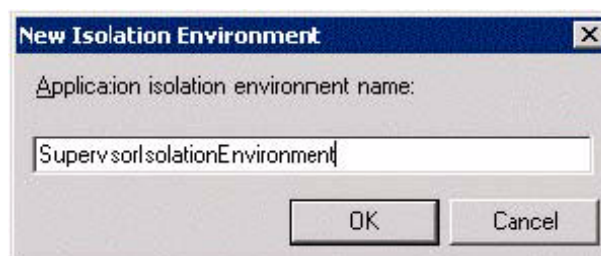 New Isolation Environment
Application isolation environment name:
SupervisorIsolationEnvironment
OK
Cancel